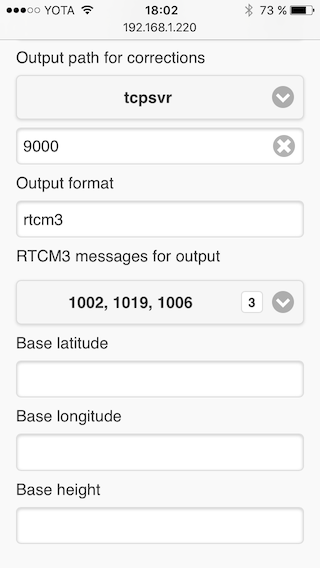 YOTA 18:02 73 %
192.168.1.220
Output path for corrections
tcpsvr
9000
Output format
rtcm3
RTCM3 messages for output
1002, 1019, 1006 3
Base latitude
Base longitude
Base height